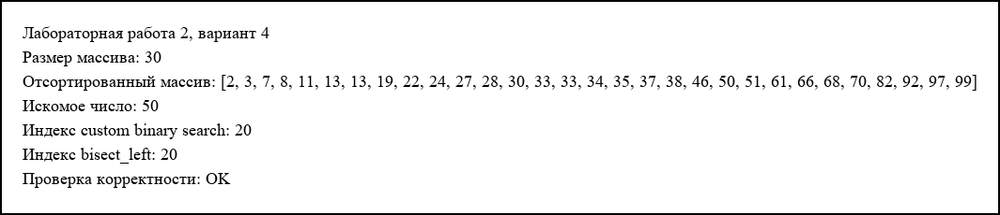 Лабораторная работа 2, вариант 4
Размер массива: 30
Отсортированный массив: [2, 3, 7, 8, 11, 13, 13, 19, 22, 24, 27, 28, 30, 33, 33, 34, 35, 37, 38, 46, 50, 51, 61, 66, 68, 70, 82, 92, 97, 99]
Искомое число: 50
Индекс custom binary search: 20
Индекс bisect_left: 20
Проверка корректности: OK